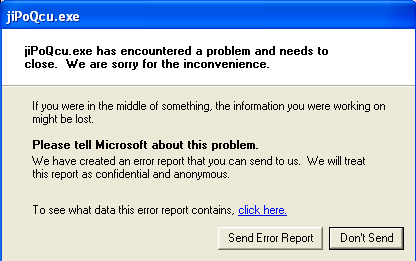 jiPoQcu.exe
jiPoQcu.exe has encountered a problem and needs to
close.  We are sorry for the inconvenience.
If you were in the middle of something, the information you were working on
might be lost.
Please tell Microsoft about this problem.
We have created an error report that you can send to us.  We will treat
this report as confidential and anonymous.
To see what data this error report contains, click here.
Send Error Report
Don't Send